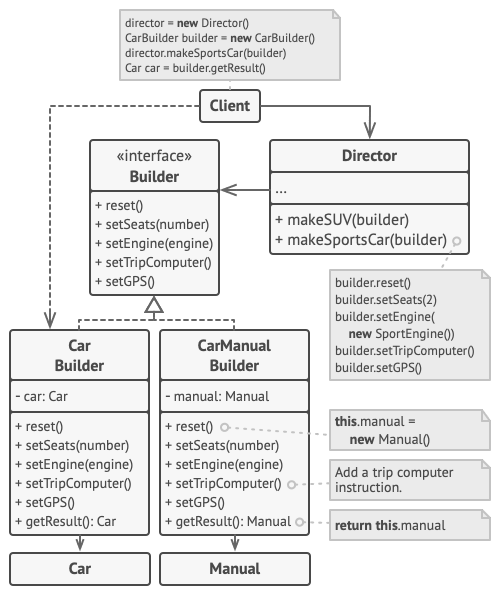 director = new Director()
CarBuilder builder = new CarBuilder()
director.makeSportsCar(builder)
Car car = builder.getResult()
Client
«interface»
Builder
+ reset()
+ setSeats(number)
+ setEngine(engine)
+ setTripComputer()
+ setGPS()
Director
...
+ makeSUV(builder)
+ makeSportsCar(builder)
builder.reset()
builder.setSeats(2)
builder.setEngine(
new SportEngine())
builder.setTripComputer()
builder.setGPS()
Car
Builder
- car: Car
+ reset()
+ setSeats(number)
+ setEngine(engine)
+ setTripComputer()
+ setGPS()
+ getResult(): Car
CarManual
Builder
- manual: Manual
+ reset()
+ setSeats(number)
+ setEngine(engine)
+ setTripComputer()
+ setGPS()
+ getResult(): Manual
this.manual =
new Manual()
Add a trip computer
instruction.
return this.manual
Car
Manual